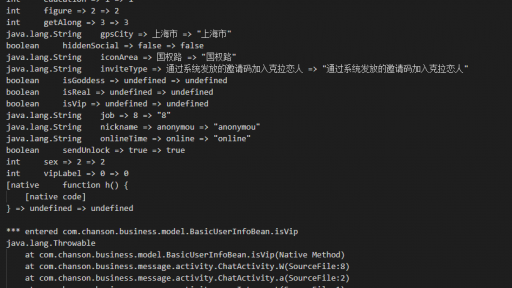 int figure => 2 => 2
int getAlong => 3 => 3
java.lang.String gpsCity => 上海市 => "上海市"
boolean hiddenSocial => false => false
java.lang.String iconArea => 国权路 => "国权路"
java.lang.String inviteType => 通过系统发放的邀请码加入克拉恋人 => "通过系统发放的邀请码加入克拉恋人"
boolean isGoddess => undefined => undefined
boolean isReal => undefined => undefined
boolean isVip => undefined => undefined
java.lang.String job => 8 => "8"
java.lang.String nickname => anonymou => "anonymou"
java.lang.String onlineTime => online => "online"
boolean sendUnlock => true => true
int sex => 2 => 2
int vipLabel => 0 => 0
[native function h() {
[native code]
} => undefined => undefined
*** entered com.chanson.business.model.BasicUserInfoBean.isVip
java.lang.Throwable
at com.chanson.business.model.BasicUserInfoBean.isVip(Native Method)
at com.chanson.business.message.activity.ChatActivity.W(SourceFile:8)
at com.chanson.business.message.activity.ChatActivity.a(SourceFile:2)